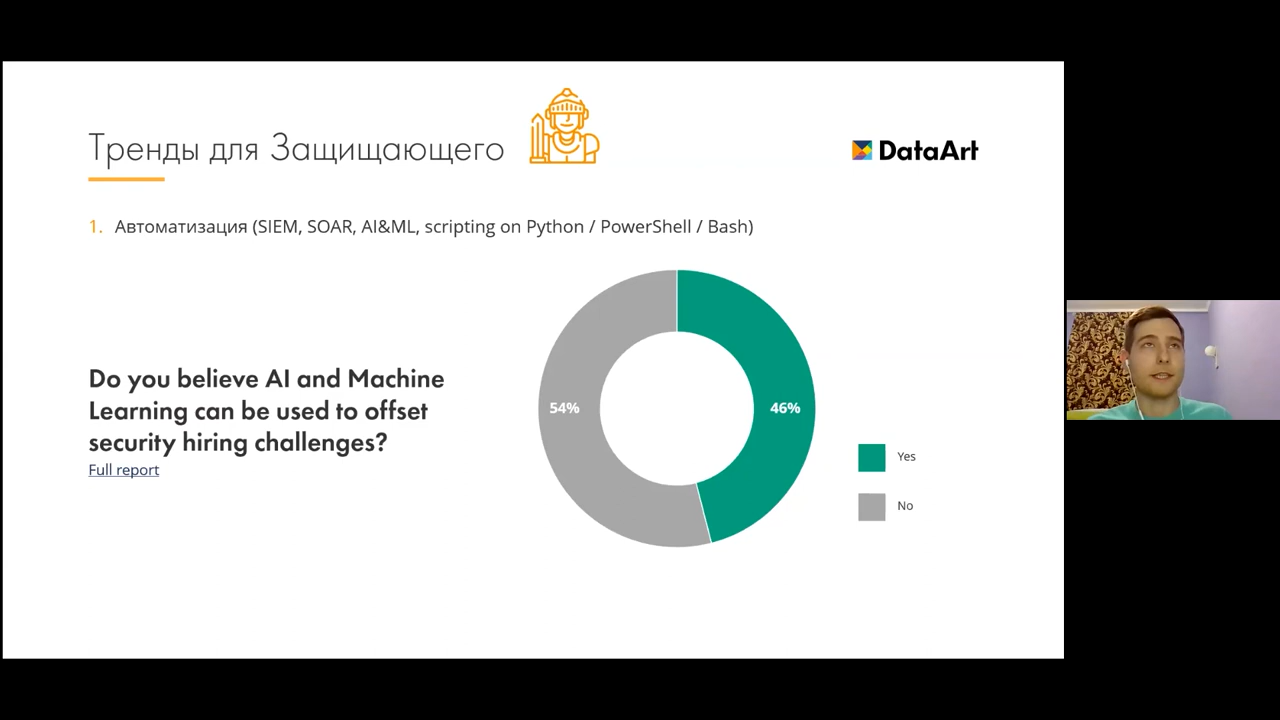 Тренды для Защищающего
DataArt
1. Автоматизация (SIEM, SOAR, AI&ML, scripting on Python / PowerShell / Bash)
Do you believe AI and Machine
Learning can be used to offset
security hiring challenges?
Full report
54%
46%
Yes
No